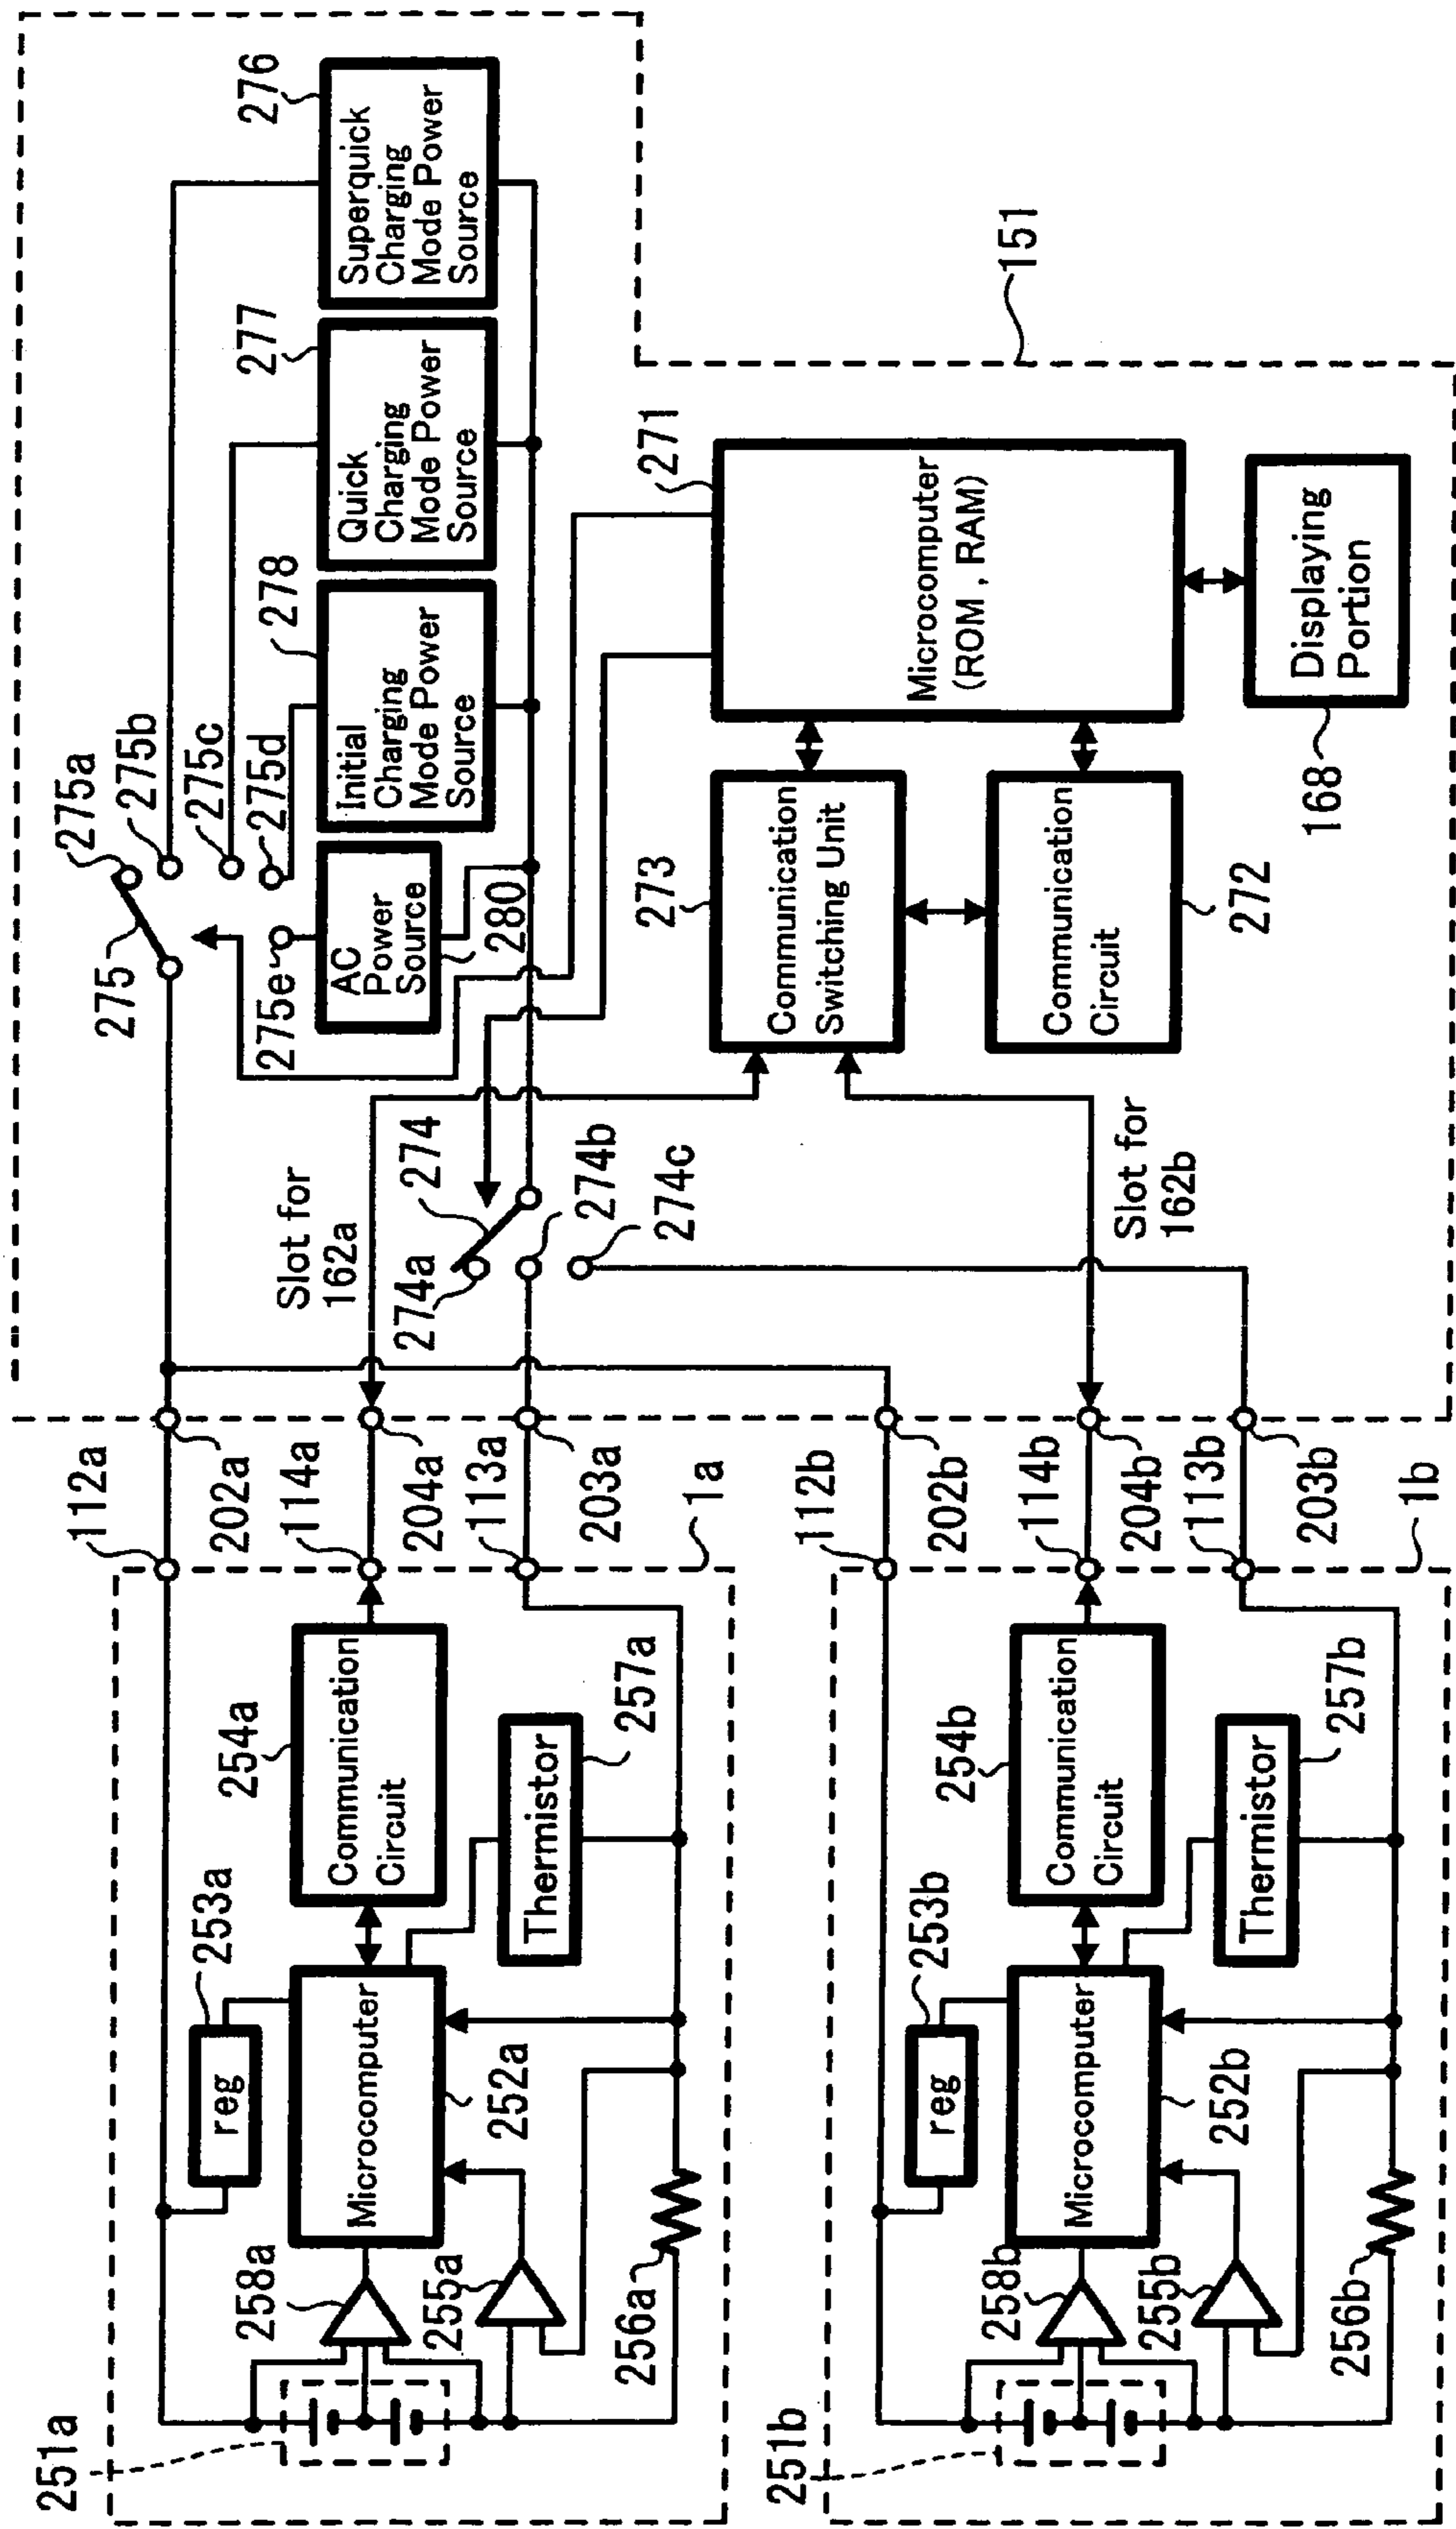 112a
202a
114a
204a
113a
203a
1a
253a
reg
254a
Communication
Circuit
Microcomputer
252a
258a
255a
251a
256a
Thermistor
257a
112b
202b
114b
204b
113b
203b
1b
253b
reg
254b
Communication
Circuit
Microcomputer
252b
258b
255b
251b
256b
Thermistor
257b
275
275a
275b
275c
275d
275e
276
Superquick
Charging
Mode Power
Source
277
Quick
Charging
Mode Power
Source
278
Initial
Charging
Mode Power
Source
AC
Power
Source
280
Slot for
162a
274
274a
274b
274c
Slot for
162b
273
Communication
Switching Unit
Communication
Circuit
272
271
Microcomputer
(ROM , RAM)
Displaying
Portion
168
151